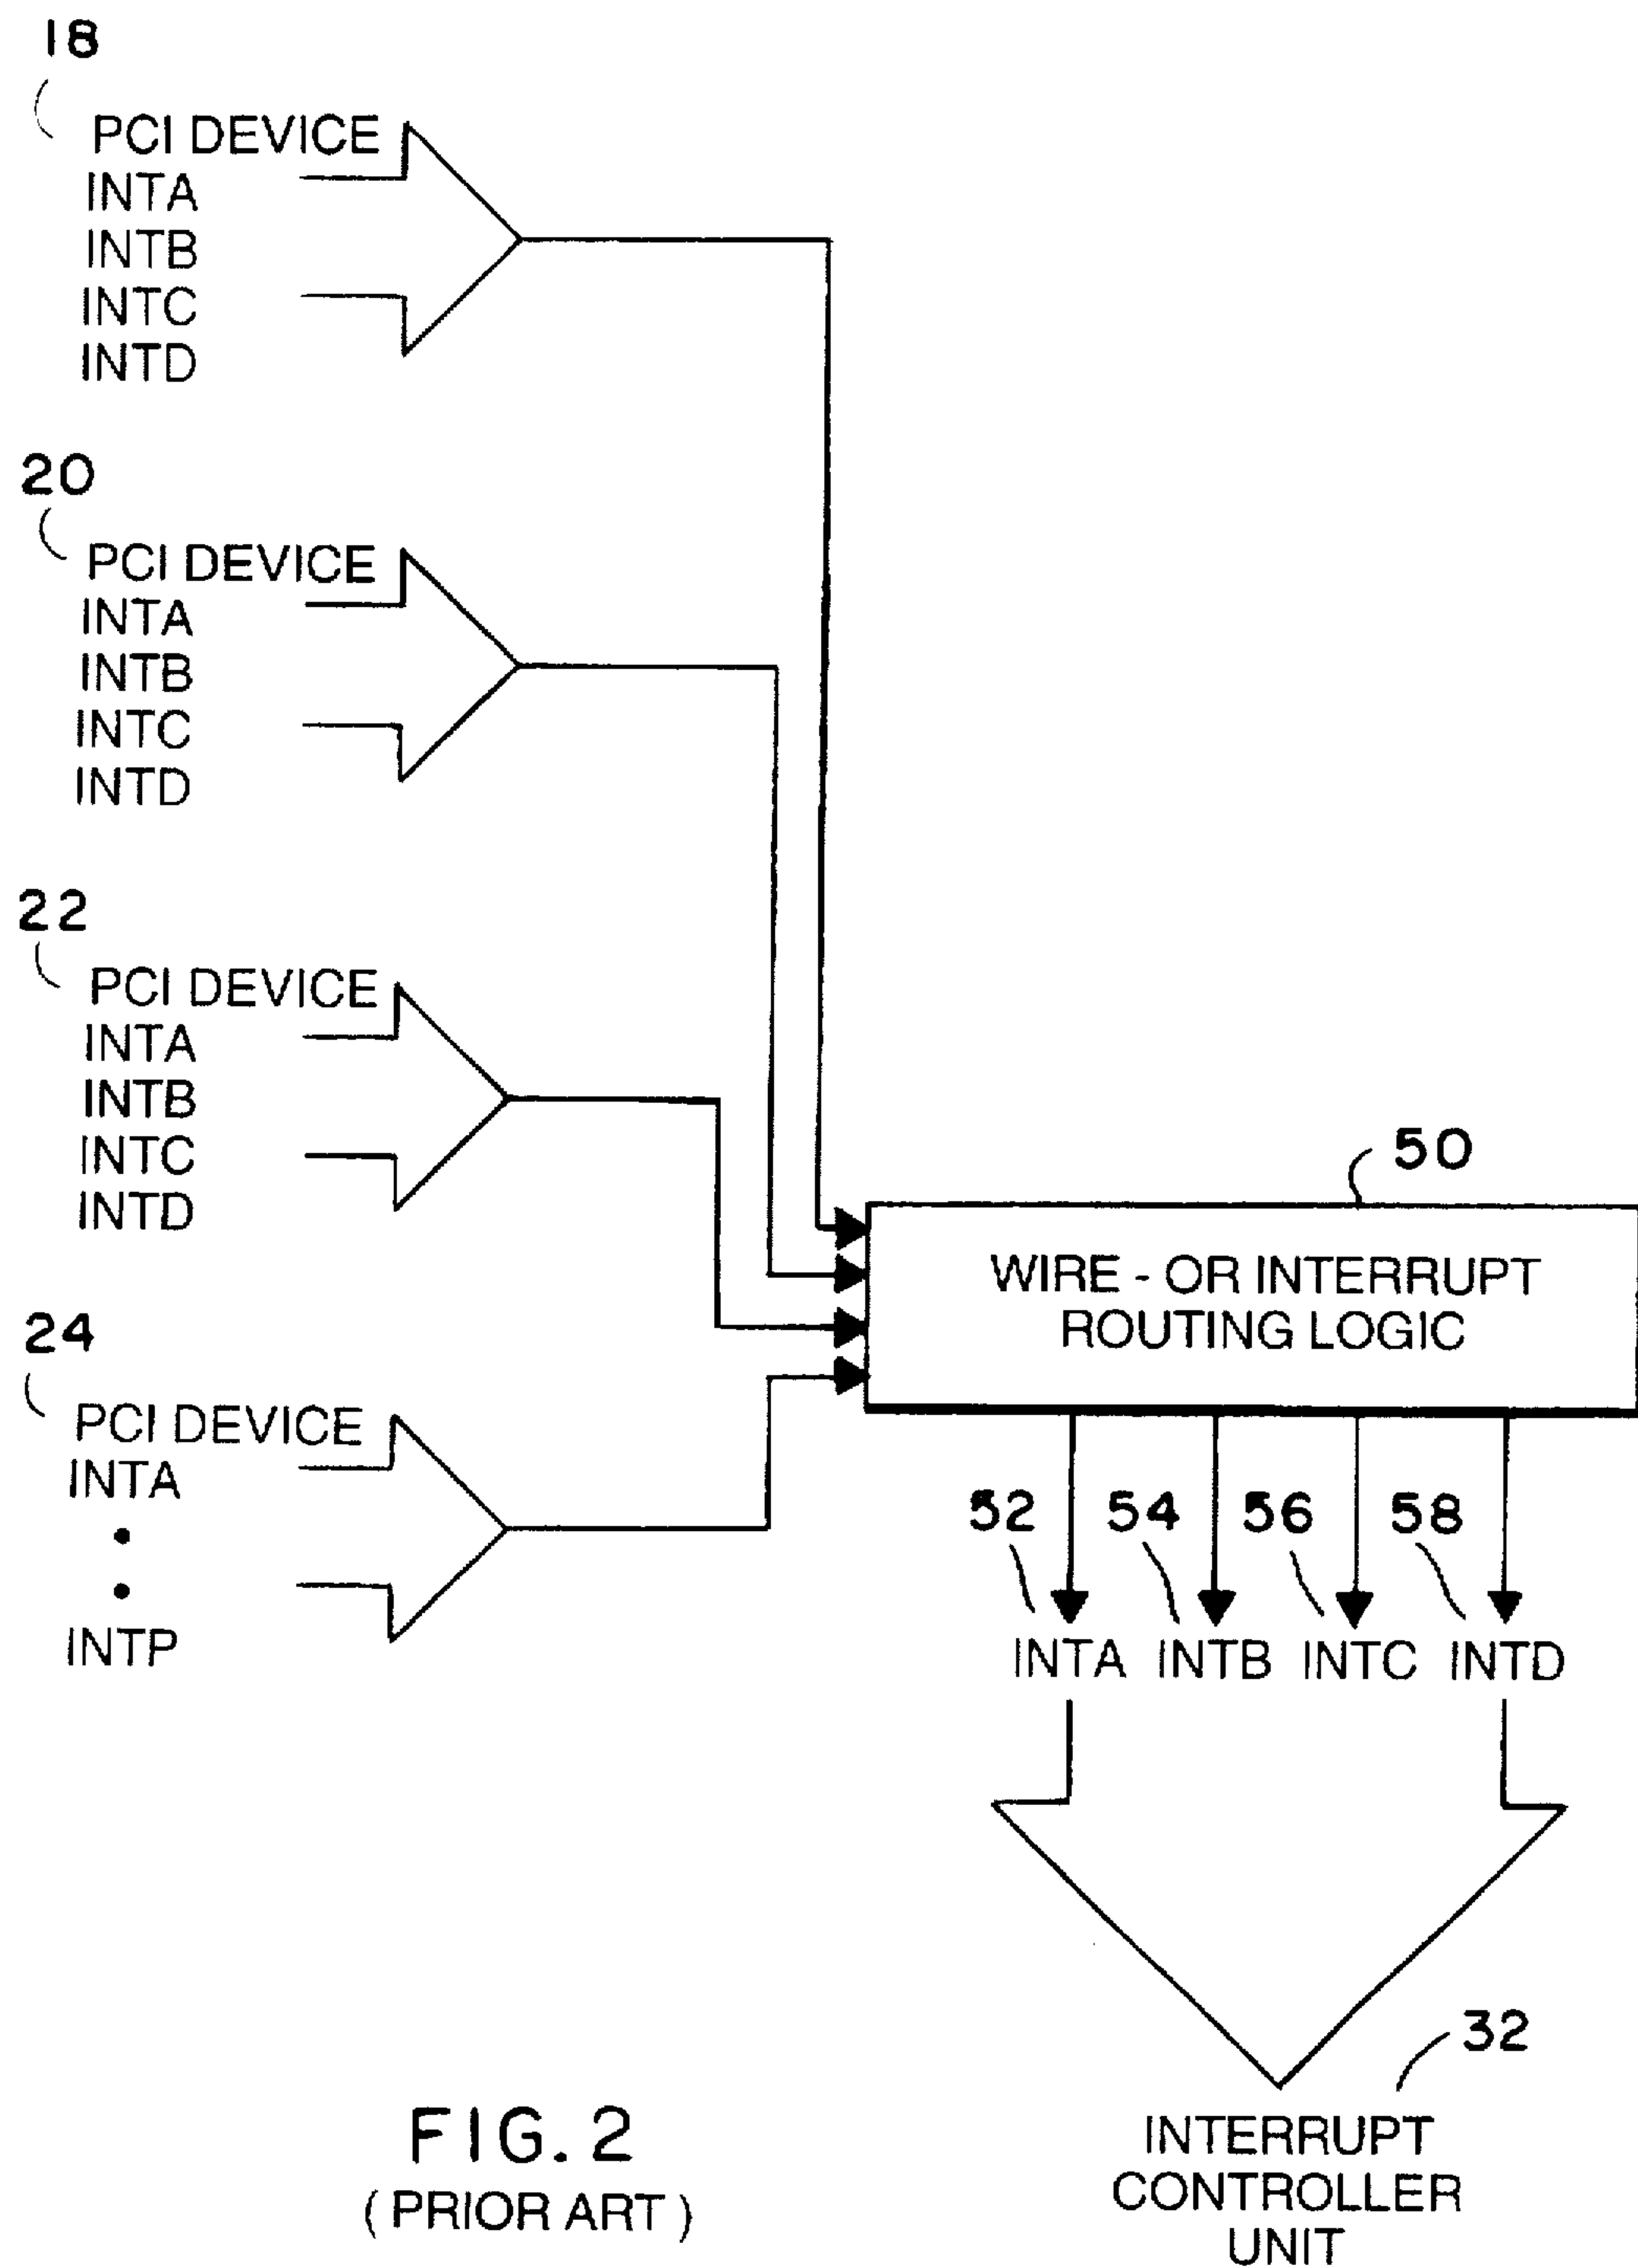 18
PCI DEVICE
INTA
INTB
INTC
INTD
20
PCI DEVICE
INTA
INTB
INTC
INTD
22
PCI DEVICE
INTA
INTB
INTC
INTD
24
PCI DEVICE
INTA
INTP
50
WIRE - OR INTERRUPT
ROUTING LOGIC
52 54 56 58
INTA INTB INTC INTD
32
INTERRUPT
CONTROLLER
UNIT
FIG. 2
( PRIOR ART )